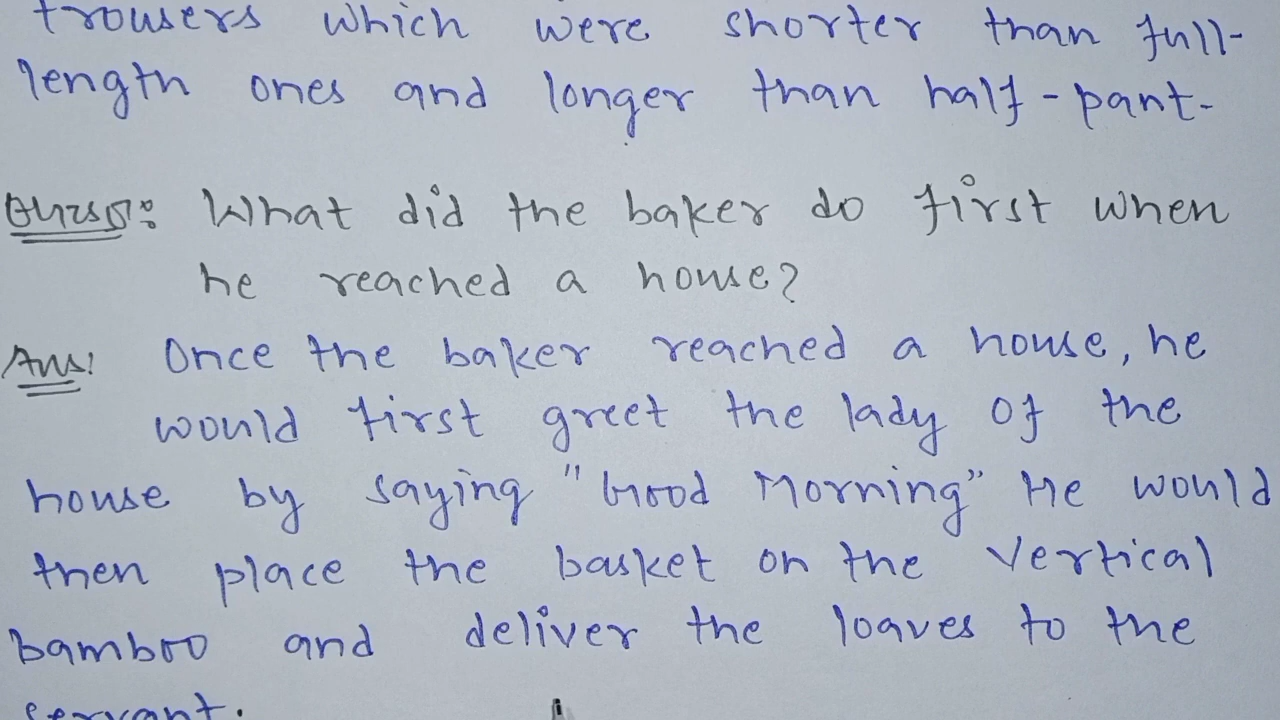 trousers which were shorter than full-
length ones and longer than half-pant-
What did the baker do first when
he reached a house?
Ans: Once the baker reached a house, he
would first greet the lady of the
house by saying "Good Morning" He would
then place the basket on the vertical
bamboo and deliver the loaves to the
servant.